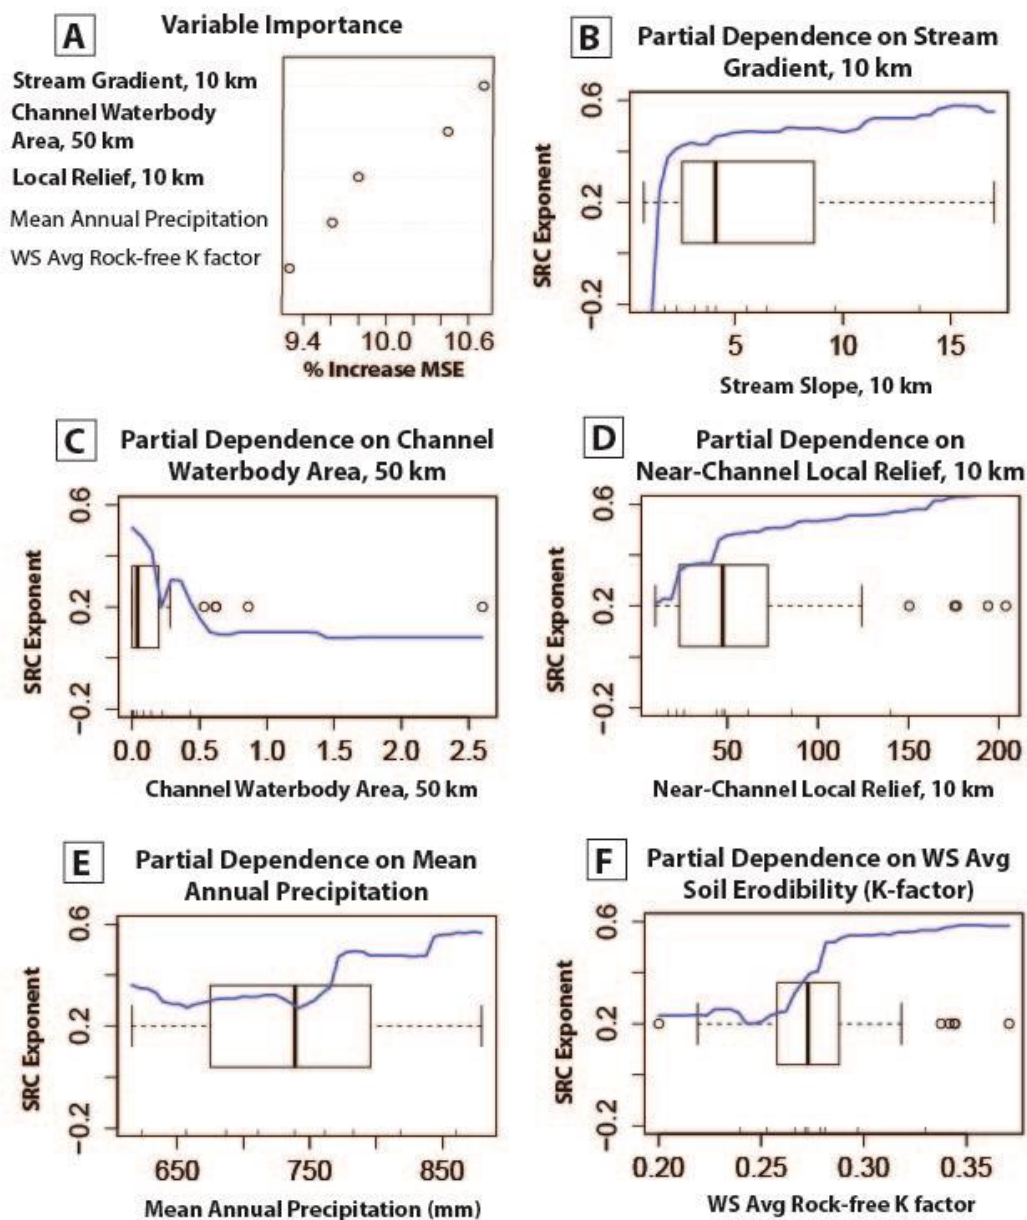 A
Variable Importance
Stream Gradient, 10 km
Channel Waterbody
Area, 50 km
Local Relief, 10 km
Mean Annual Precipitation
WS Avg Rock-free K factor
9.4 10.0 10.6
% Increase MSE
B
Partial Dependence on Stream
Gradient, 10 km
SRC Exponent
-0.2 0.2 0.6
5 10 15
Stream Slope, 10 km
C
Partial Dependence on Channel
Waterbody Area, 50 km
SRC Exponent
-0.2 0.2 0.6
0.0 0.5 1.0 1.5 2.0 2.5
Channel Waterbody Area, 50 km
D
Partial Dependence on
Near-Channel Local Relief, 10 km
SRC Exponent
-0.2 0.2 0.6
50 100 150 200
Near-Channel Local Relief, 10 km
E
Partial Dependence on Mean
Annual Precipitation
SRC Exponent
-0.2 0.2 0.6
650 750 850
Mean Annual Precipitation (mm)
F
Partial Dependence on WS Avg
Soil Erodibility (K-factor)
SRC Exponent
-0.2 0.2 0.6
0.20 0.25 0.30 0.35
WS Avg Rock-free K factor